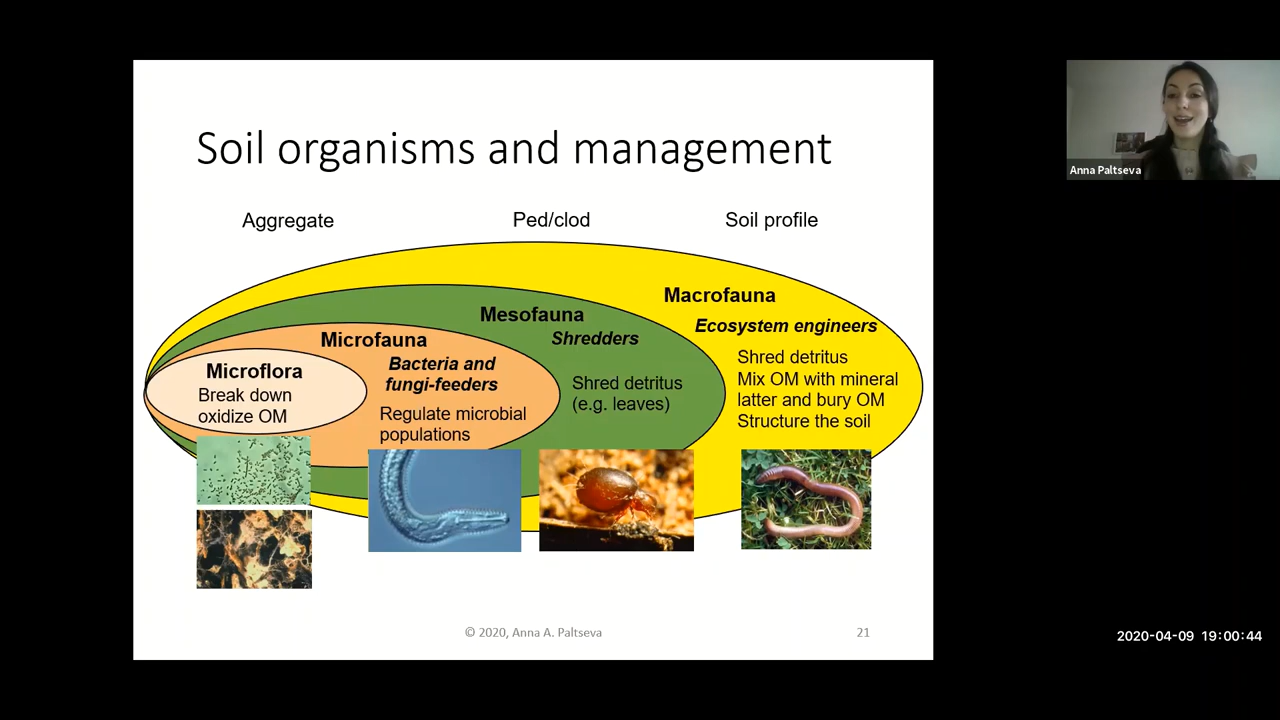 Soil organisms and management
Aggregate
Ped/clod
Soil profile
Macrofauna
Ecosystem engineers
Shred detritus
Mix OM with mineral
latter and bury OM
Structure the soil
Mesofauna
Shredders
Shred detritus
(e.g. leaves)
Microfauna
Bacteria and
fungi-feeders
Regulate microbial
populations
Microflora
Break down
oxidize OM
© 2020, Anna A. Paltseva
21
Anna Paltseva
2020-04-09 19:00:44